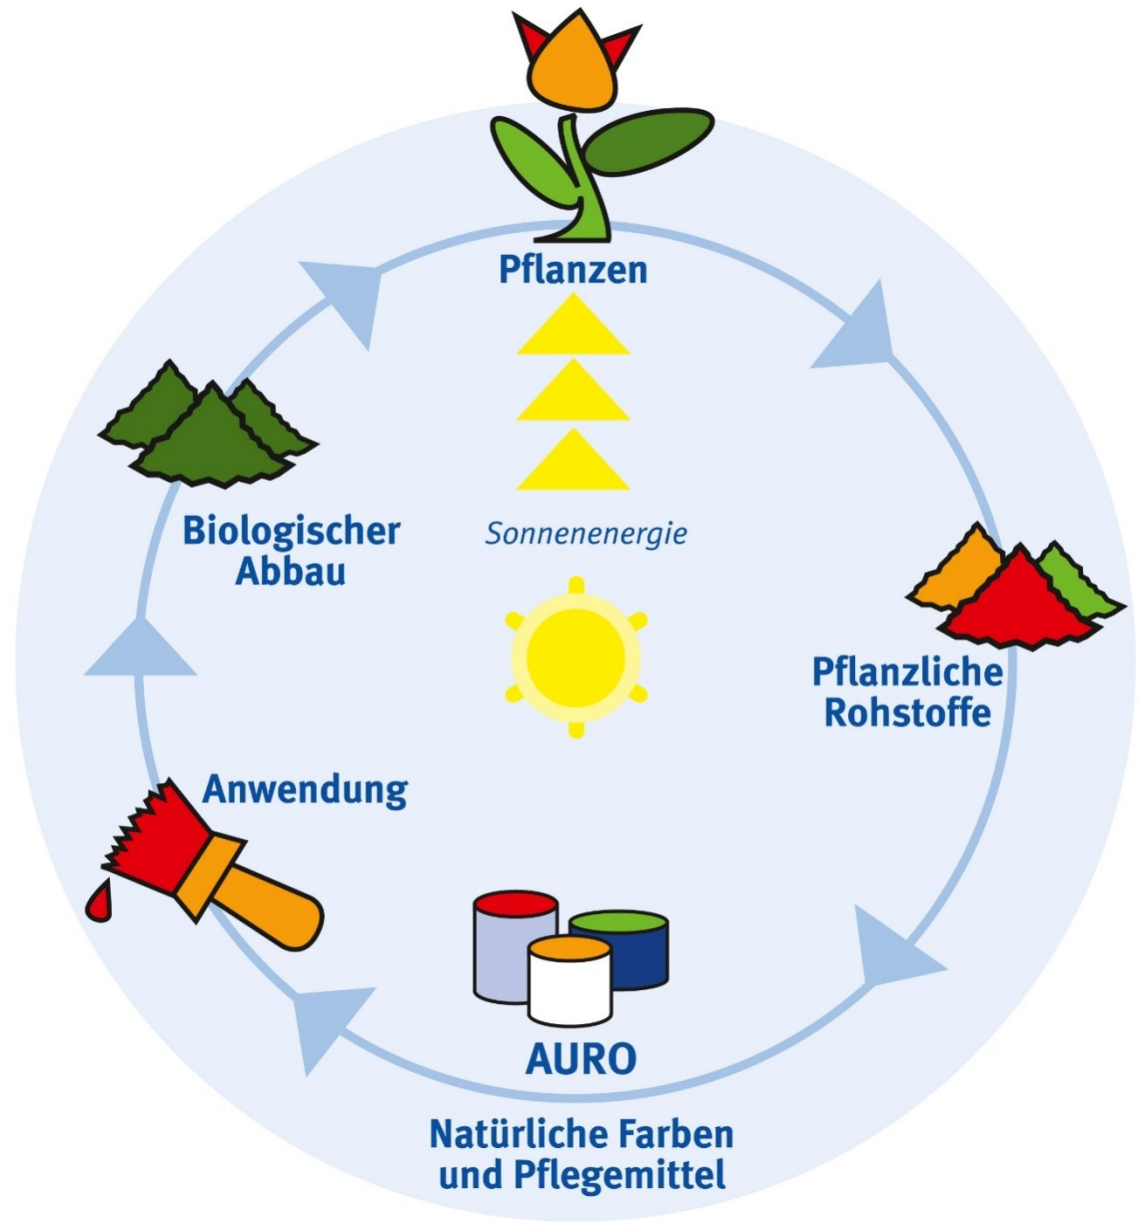 Pflanzen
Sonnenenergie
Biologischer
Abbau
Pflanzliche
Rohstoffe
Anwendung
AURO
Natürliche Farben
und Pflegemittel